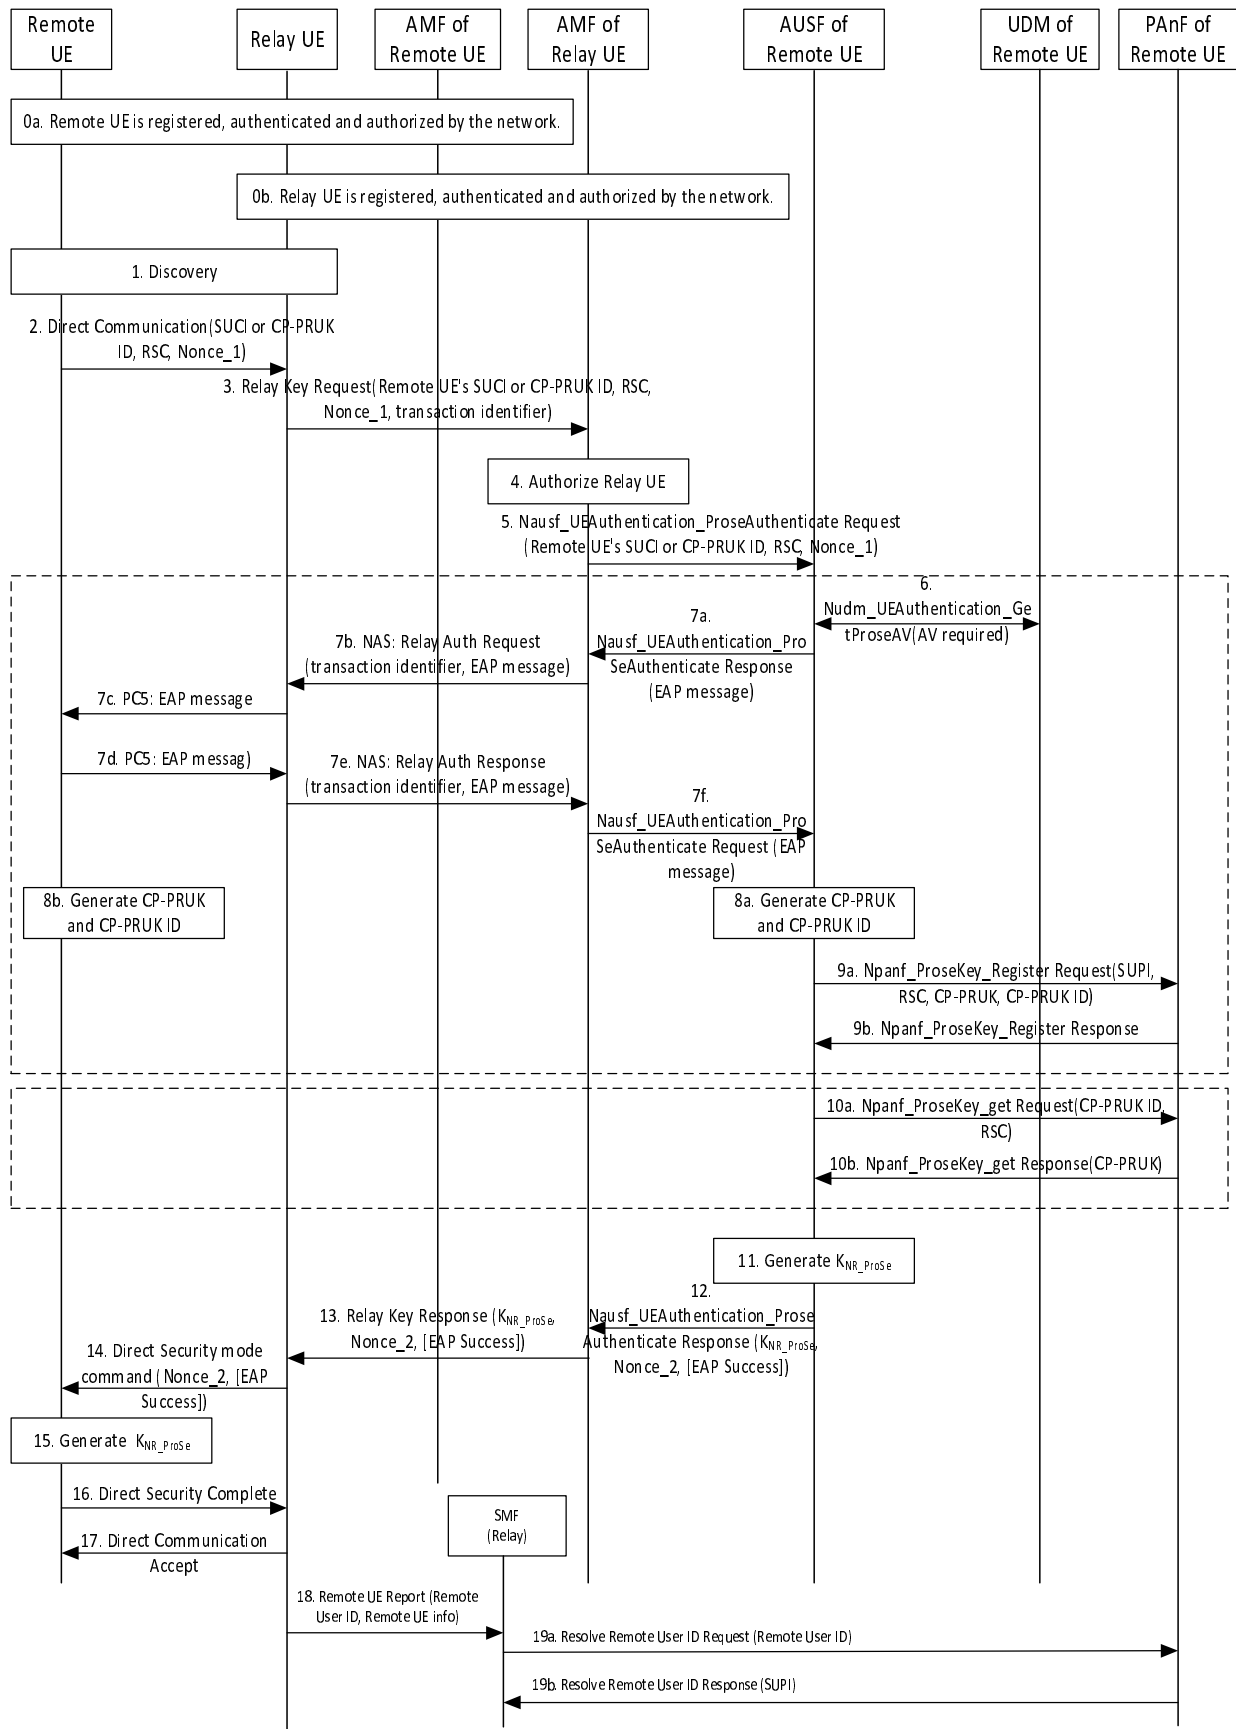 Remote
UE
Relay UE
AMF of
Remote UE
AMF of
Relay UE
AUSF of
Remote UE
UDM of
Remote UE
PAnF of
Remote UE
0a. Remote UE is registered, authenticated and authorized by the network.
0b. Relay UE is registered, authenticated and authorized by the network.
1. Discovery
2. Direct Communication(SUCI or CP-PRUK
ID, RSC, Nonce_1)
3. Relay Key Request(Remote UE's SUCI or CP-PRUK ID, RSC,
Nonce_1, transaction identifier)
4. Authorize Relay UE
5. Nausf_UEAuthentication_ProseAuthenticate Request
(Remote UE's SUCI or CP-PRUK ID, RSC, Nonce_1)
6.
Nudm_UEAuthentication_Ge
tProseAV(AV required)
7a.
Nausf_UEAuthentication_Pro
SeAuthenticate Response
(EAP message)
7b. NAS: Relay Auth Request
(transaction identifier, EAP message)
7c. PC5: EAP message
7d. PC5: EAP messag)
7e. NAS: Relay Auth Response
(transaction identifier, EAP message)
7f.
Nausf_UEAuthentication_Pro
SeAuthenticate Request (EAP
message)
8b. Generate CP-PRUK
and CP-PRUK ID
8a. Generate CP-PRUK
and CP-PRUK ID
9a. Npanf_ProseKey_Register Request(SUPI,
RSC, CP-PRUK, CP-PRUK ID)
9b. Npanf_ProseKey_Register Response
10a. Npanf_ProseKey_get Request(CP-PRUK ID,
RSC)
10b. Npanf_ProseKey_get Response(CP-PRUK)
11. Generate KNR_ProSe
12.
Nausf_UEAuthentication_Prose
Authenticate Response (KNR_ProSe,
Nonce_2, [EAP Success])
13. Relay Key Response (KNR_ProSe,
Nonce_2, [EAP Success])
14. Direct Security mode
command (Nonce_2, [EAP
Success])
15. Generate KNR_ProSe
16. Direct Security Complete
17. Direct Communication
Accept
SMF
(Relay)
18. Remote UE Report (Remote
User ID, Remote UE info)
19a. Resolve Remote User ID Request (Remote User ID)
19b. Resolve Remote User ID Response (SUPI)